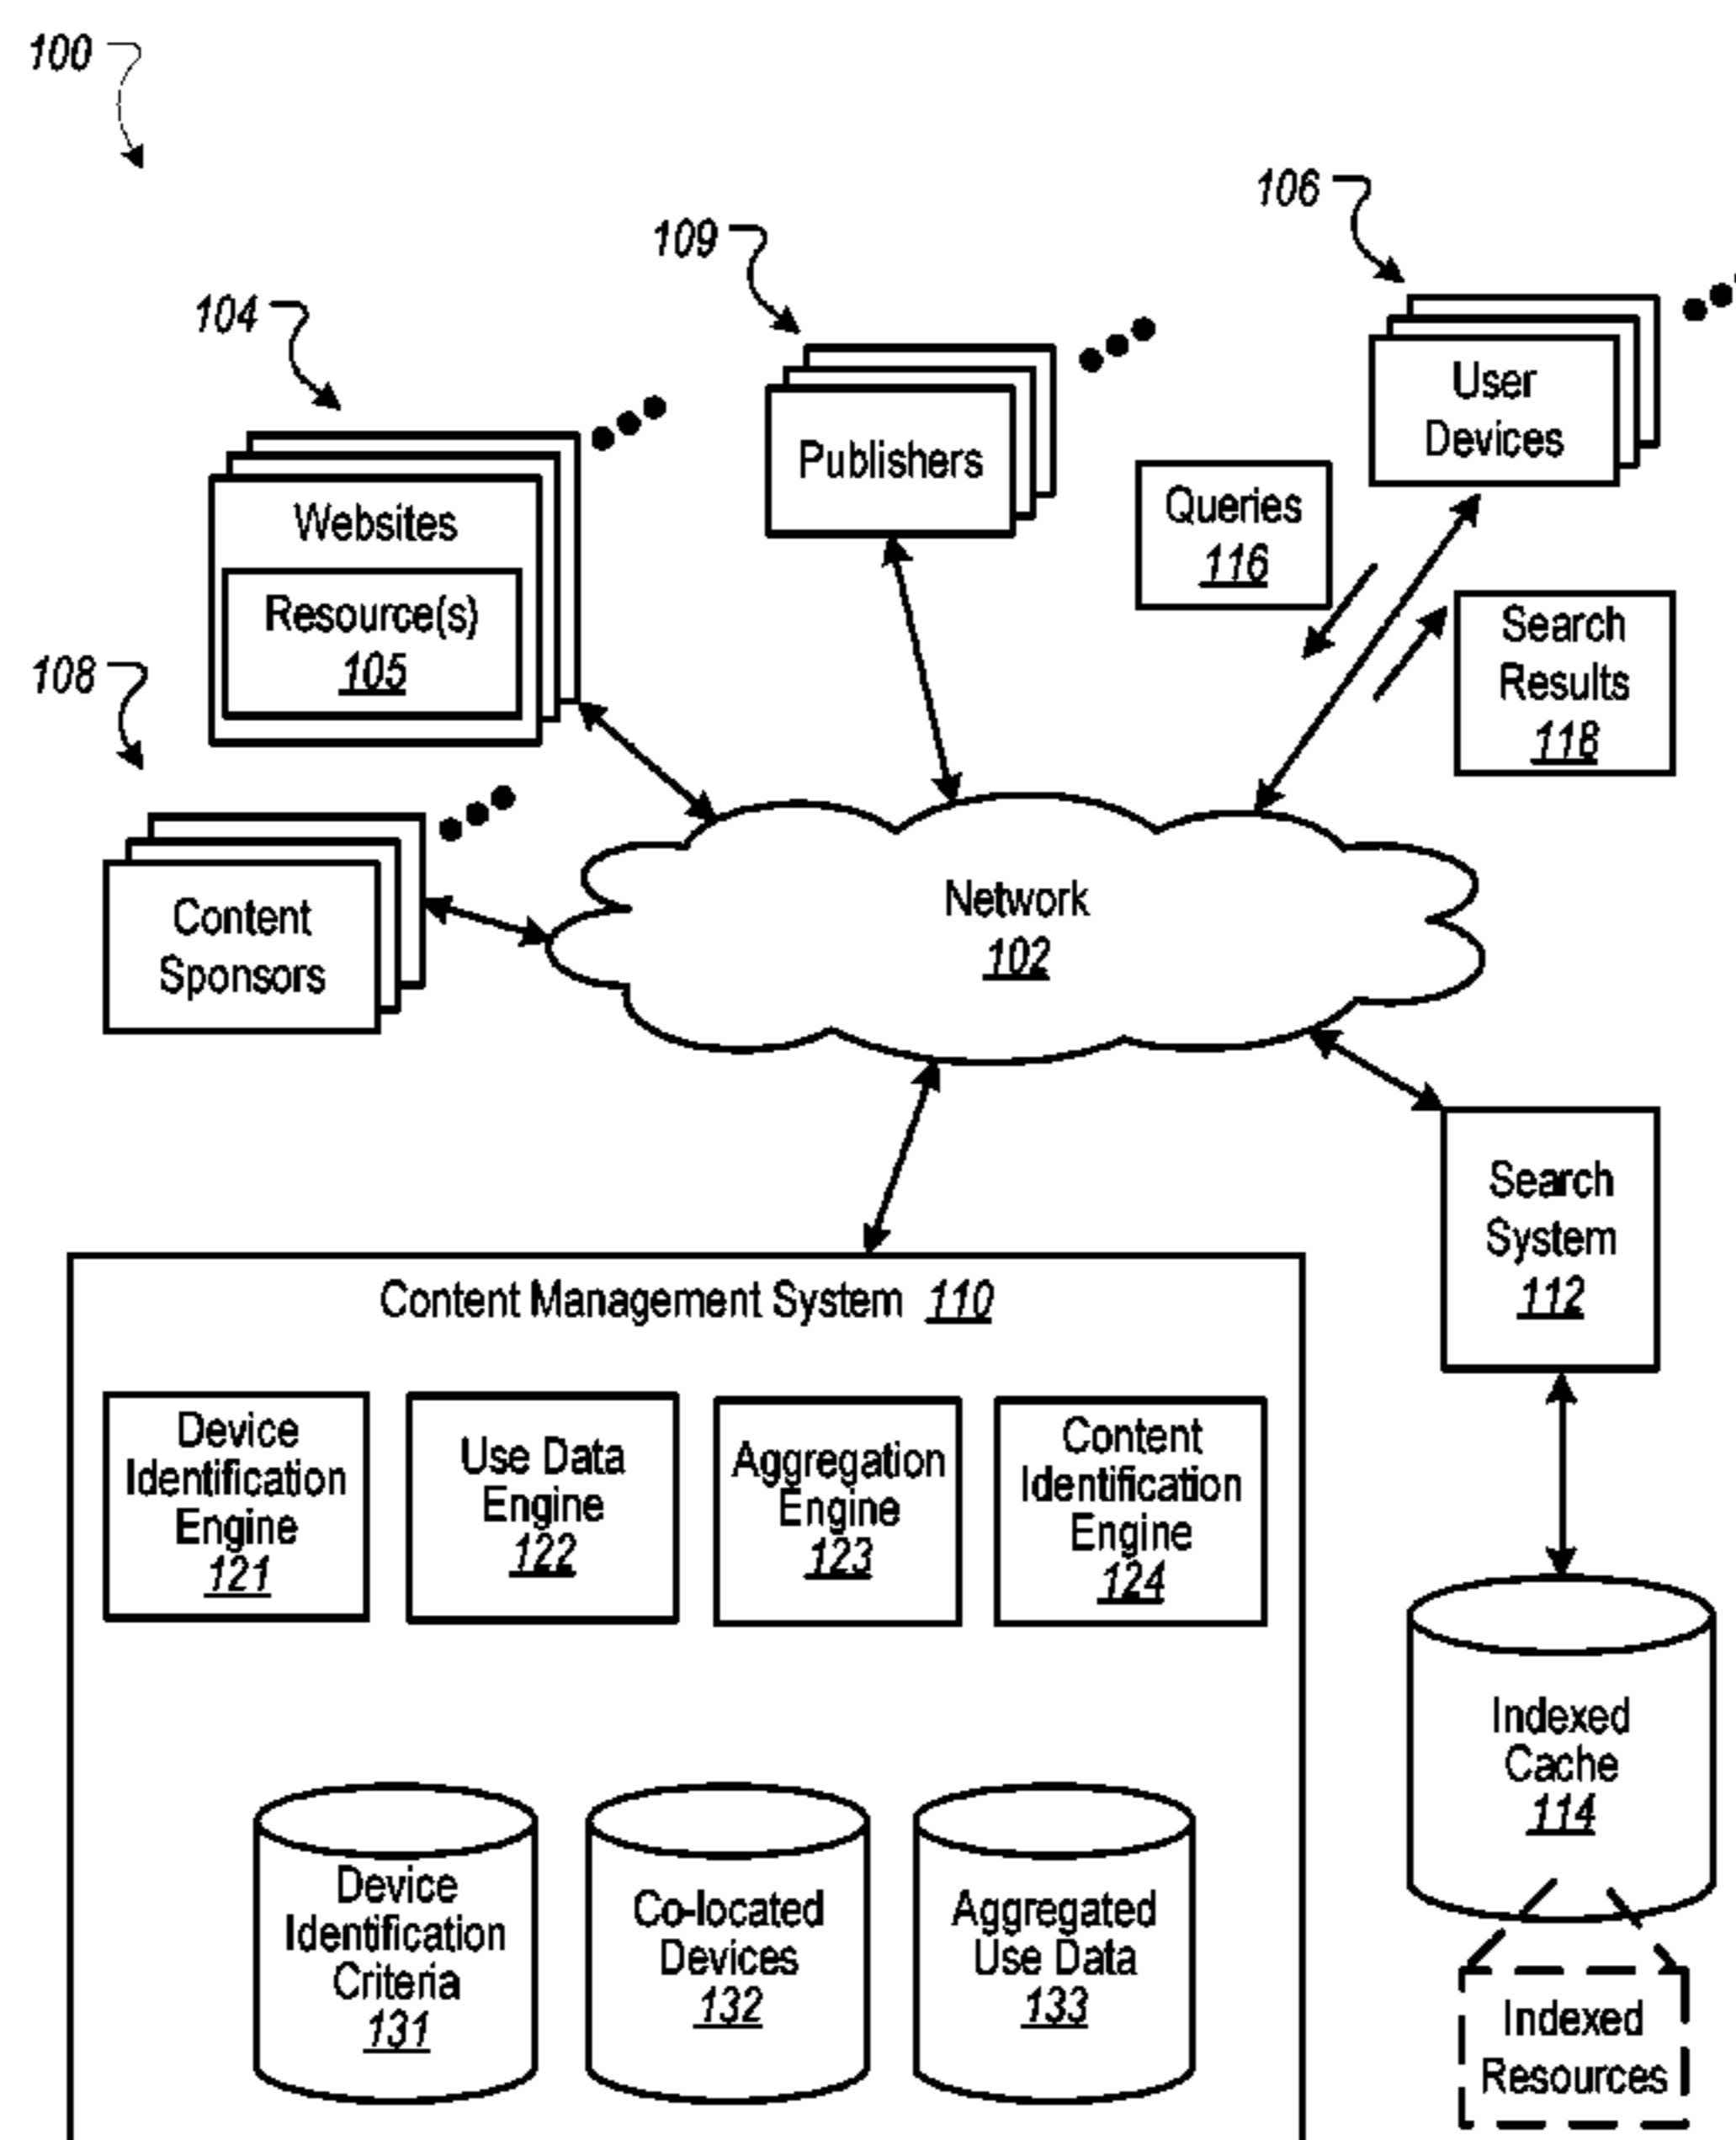 100
106
109
104
User
Devices
Publishers
Queries
116
Websites
Resource(s)
105
Search
Results
118
108
Content
Sponsors
Network
102
Search
System
112
Content Management System 110
Device
Identification
Engine
121
Use Data
Engine
122
Aggregation
Engine
123
Content
Identification
Engine
124
Indexed
Cache
114
Device
Identification
Criteria
131
Co-located
Devices
132
Aggregated
Use Data
133
Indexed
Resources